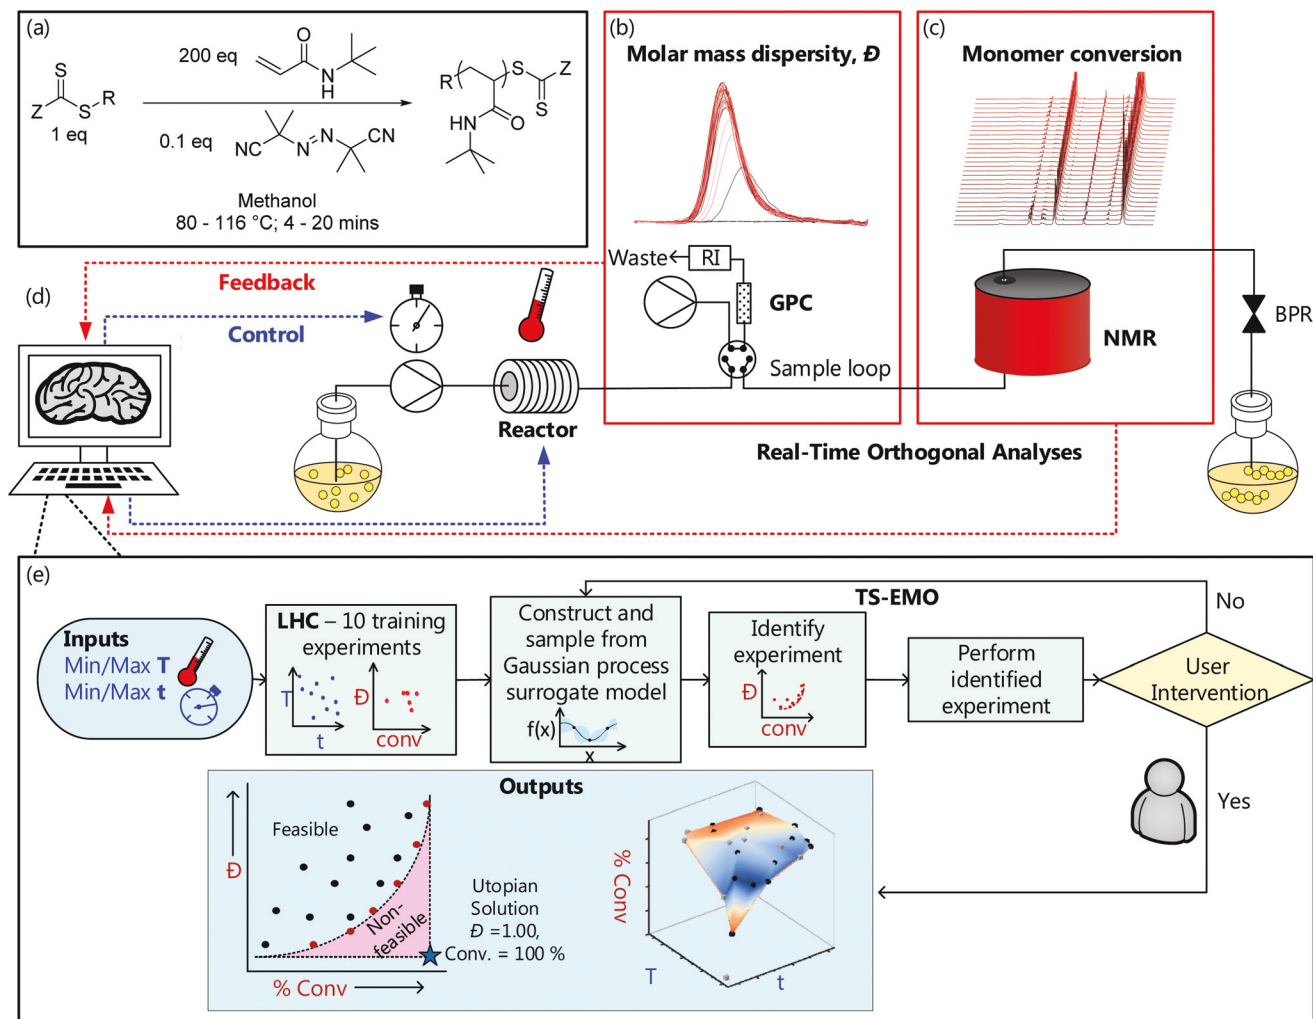 (a)
200 eq
O
N
H
S
Z
S
R
1 eq
0.1 eq
NC
N
N
CN
Methanol
80 - 116 °C; 4 - 20 mins
R
S
Z
S
HN
O
(b)
Molar mass dispersity, Đ
Waste
RI
GPC
Sample loop
(c)
Monomer conversion
NMR
BPR
Real-Time Orthogonal Analyses
(d)
Feedback
Control
Reactor
(e)
Inputs
Min/Max T
Min/Max t
LHC – 10 training
experiments
T
t
Đ
conv
Construct and
sample from
Gaussian process
surrogate model
f(x)
x
TS-EMO
Identify
experiment
Đ
conv
Perform
identified
experiment
User
Intervention
No
Yes
Outputs
Đ
Feasible
Non-
feasible
% Conv
Utopian
Solution
Đ =1.00,
Conv. = 100 %
% Conv
T
t